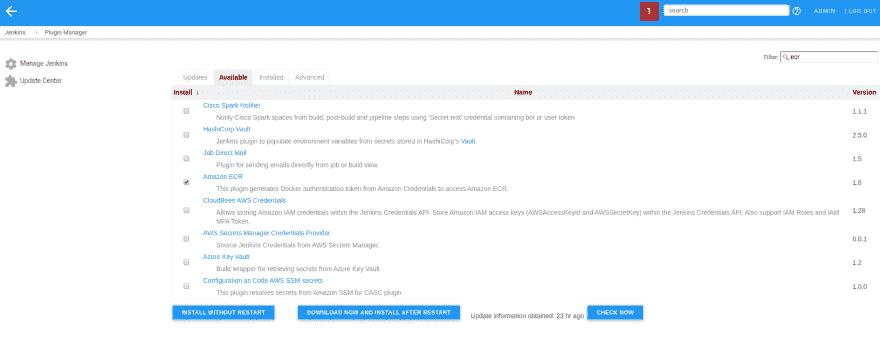 1
search
ADMIN
| LOG OUT
Jenkins › Plugin Manager
Filter: ecr
Manage Jenkins
Update Center
Updates Available Installed Advanced
Install ↓ Name Version
Cisco Spark Notifier
Notify Cisco Spark spaces from build, post-build and pipeline steps using 'Secret text' credential containing bot or user token
1.1.1
HashiCorp Vault
Jenkins plugin to populate environment variables from secrets stored in HashiCorp's Vault.
2.5.0
Job Direct Mail
Plugin for sending emails direcrtly from job or build view.
1.5
Amazon ECR
This plugin generates Docker authentication token from Amazon Credentials to access Amazon ECR.
1.6
CloudBees AWS Credentials
Allows storing Amazon IAM credentials within the Jenkins Credentials API. Store Amazon IAM access keys (AWSAccessKeyId and AWSSecretKey) within the Jenkins Credentials API. Also support IAM Roles and IAM
MFA Token.
1.28
AWS Secrets Manager Credentials Provider
Source Jenkins Credentials from AWS Secrets Manager.
0.0.1
Azure Key Vault
Build wrapper for retrieving secrets from Azure Key Vault
1.2
Configuration as Code AWS SSM secrets
This plugin resolves secrets from Amazon SSM for CASC plugin
1.0.0
INSTALL WITHOUT RESTART
DOWNLOAD NOW AND INSTALL AFTER RESTART
Update information obtained: 23 hr ago
CHECK NOW